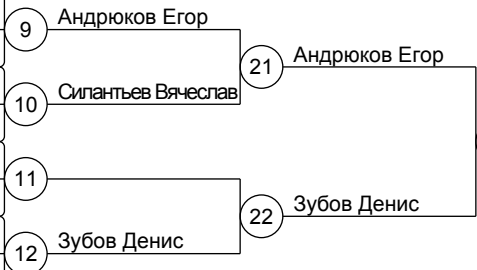 9 Андрюков Егор
21 Андрюков Егор
10 Силантьев Вячеслав
11
22 Зубов Денис
12 Зубов Денис